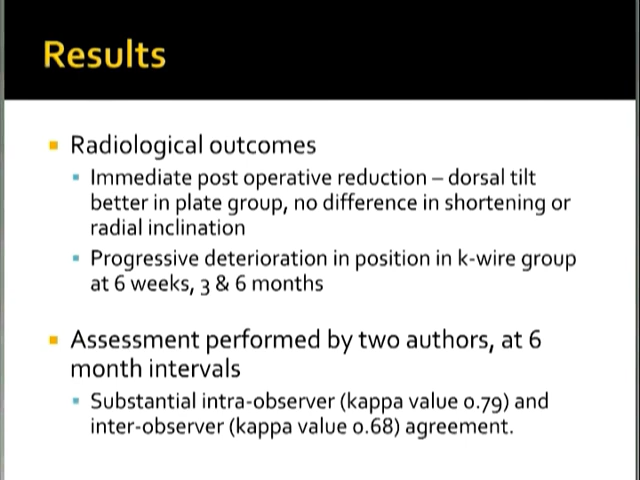 Results
Radiological outcomes
Immediate post operative reduction – dorsal tilt
better in plate group, no difference in shortening or
radial inclination
Progressive deterioration in position in k-wire group
at 6 weeks, 3 & 6 months
Assessment performed by two authors, at 6
month intervals
Substantial intra-observer (kappa value 0.79) and
inter-observer (kappa value 0.68) agreement.